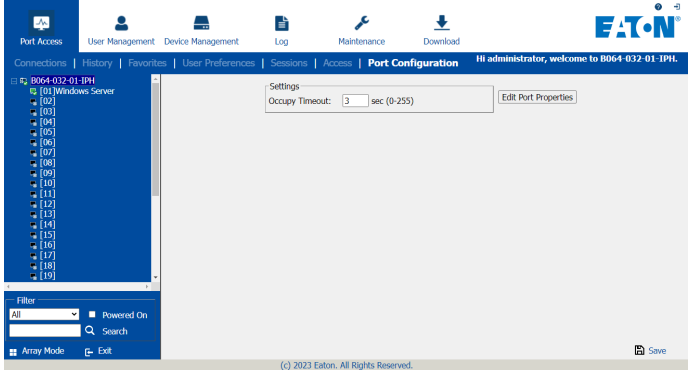 EATON®
Port Access
User Management
Device Management
Log
Maintenance
Download
Connections | History | Favorites | User Preferences | Sessions | Access | Port Configuration
Hi administrator, welcome to B064-032-01-IPH.
B064-032-01-IPH
[01]Windows Server
[02]
[03]
[04]
[05]
[06]
[07]
[08]
[09]
[10]
[11]
[12]
[13]
[14]
[15]
[16]
[17]
[18]
[19]
Settings
Occupy Timeout: 3 sec (0-255)
Edit Port Properties
Filter
All
Powered On
Search
Array Mode
Exit
Save
(c) 2023 Eaton. All Rights Reserved.